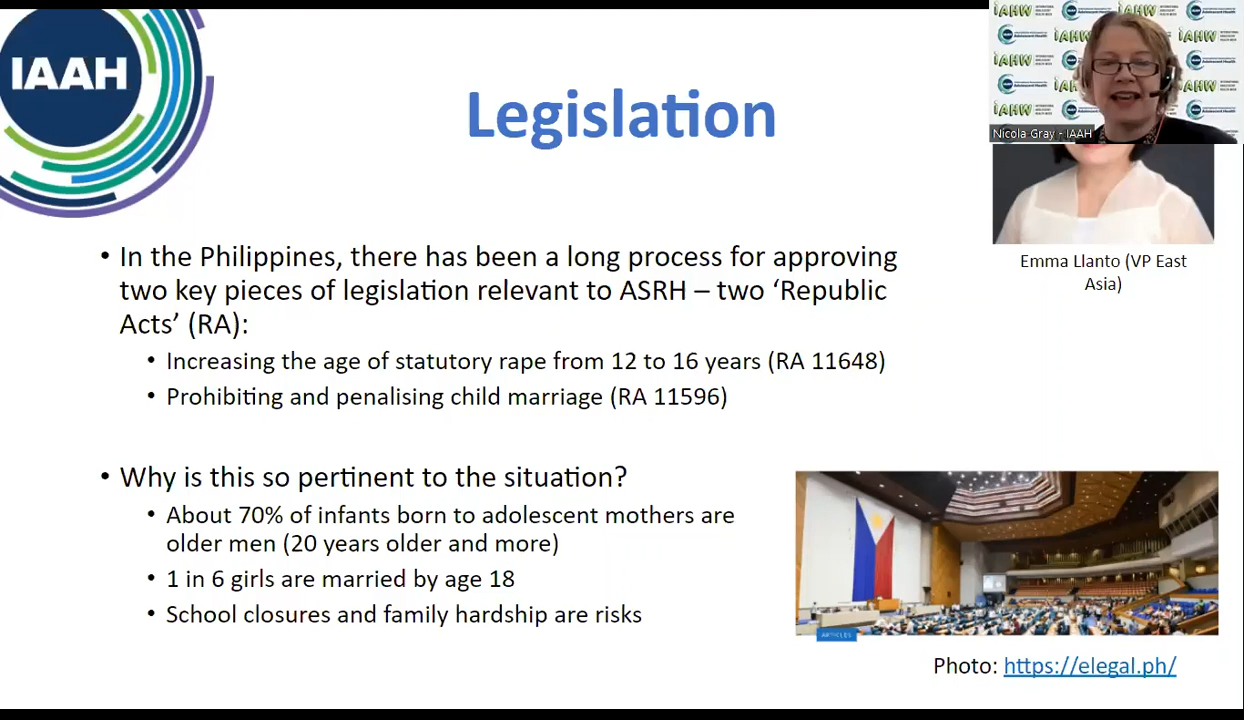 IAAH
Legislation
Nicola Gray - IAAH
Emma Llanto (VP East
Asia)
• In the Philippines, there has been a long process for approving
two key pieces of legislation relevant to ASRH – two ‘Republic
Acts’ (RA):
• Increasing the age of statutory rape from 12 to 16 years (RA 11648)
• Prohibiting and penalising child marriage (RA 11596)
• Why is this so pertinent to the situation?
• About 70% of infants born to adolescent mothers are
older men (20 years older and more)
• 1 in 6 girls are married by age 18
• School closures and family hardship are risks
ARTICLES
Photo: https://elegal.ph/